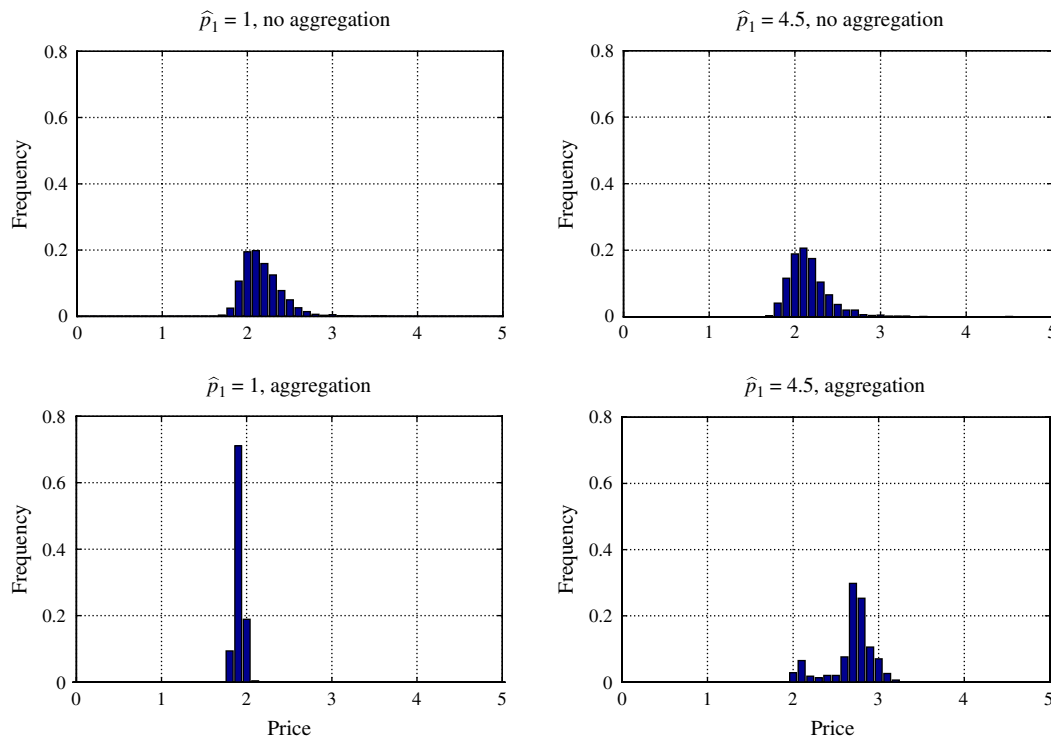 p̂₁ = 1, no aggregation
0.8
0.6
0.4
0.2
0
Frequency
0 1 2 3 4 5
p̂₁ = 4.5, no aggregation
0.8
0.6
0.4
0.2
0
Frequency
0 1 2 3 4 5
p̂₁ = 1, aggregation
0.8
0.6
0.4
0.2
0
Frequency
0 1 2 3 4 5
Price
p̂₁ = 4.5, aggregation
0.8
0.6
0.4
0.2
0
Frequency
0 1 2 3 4 5
Price